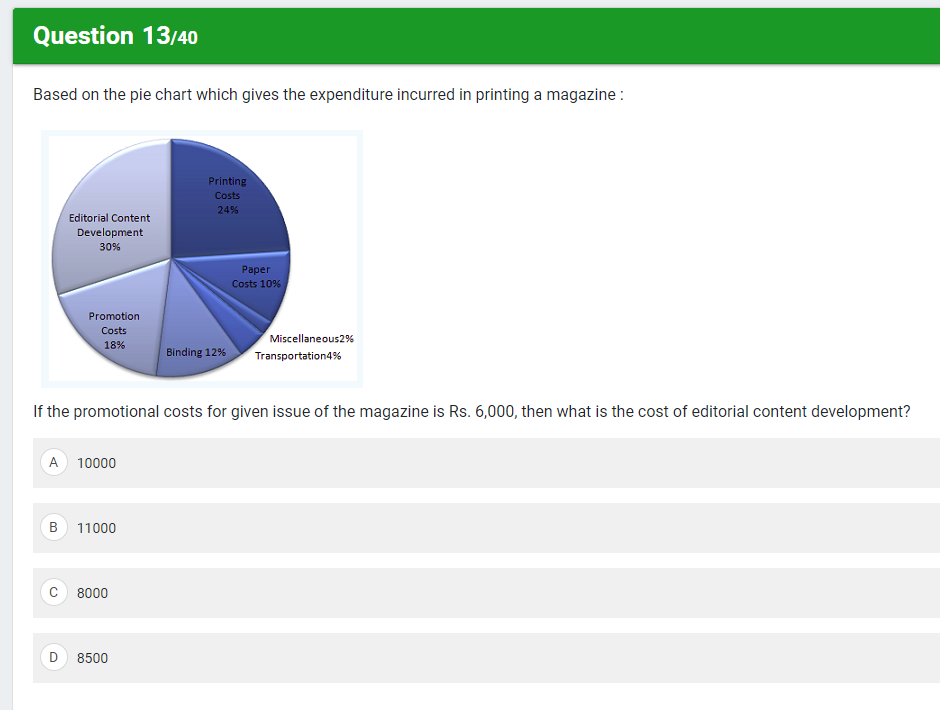 Question 13/40
Based on the pie chart which gives the expenditure incurred in printing a magazine :
Printing
Costs
24%
Editorial Content
Development
30%
Paper
Costs 10%
Promotion
Costs
18%
Miscellaneous2%
Binding 12%
Transportation4%
If the promotional costs for given issue of the magazine is Rs. 6,000, then what is the cost of editorial content development?
A 10000
B 11000
C 8000
D 8500